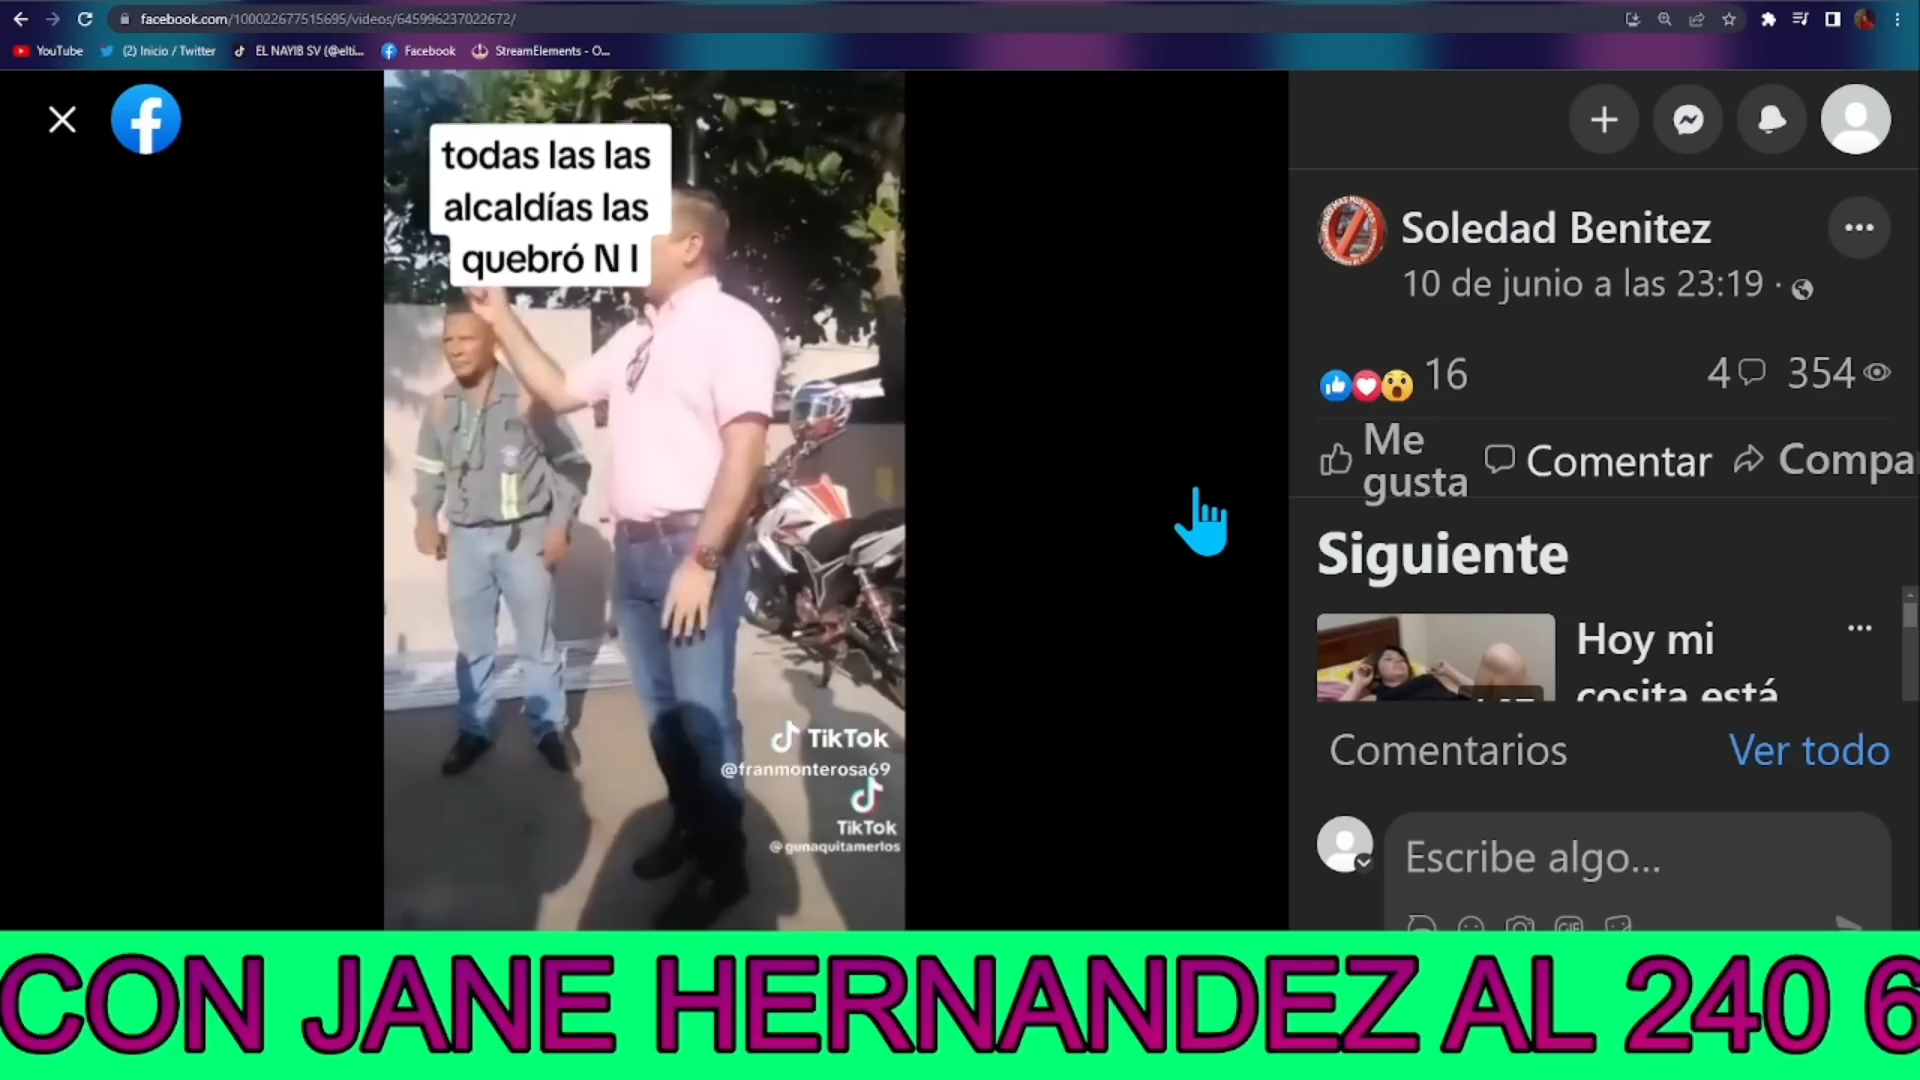 facebook.com/100022677515695/videos/645996237022672/
YouTube
(2) Inicio / Twitter
EL NAYIB SV (@elti...
Facebook
StreamElements - O...
todas las las
alcaldías las
quebró N I
TikTok
@franmonterosa69
TikTok
@gunaquitamerlos
Soledad Benitez
10 de junio a las 23:19 ·
16
4
354
Me
gusta
Comentar
Compa
Siguiente
Hoy mi
cosita está
Comentarios
Ver todo
Escribe algo...
GIF
CON JANE HERNANDEZ AL 240 6